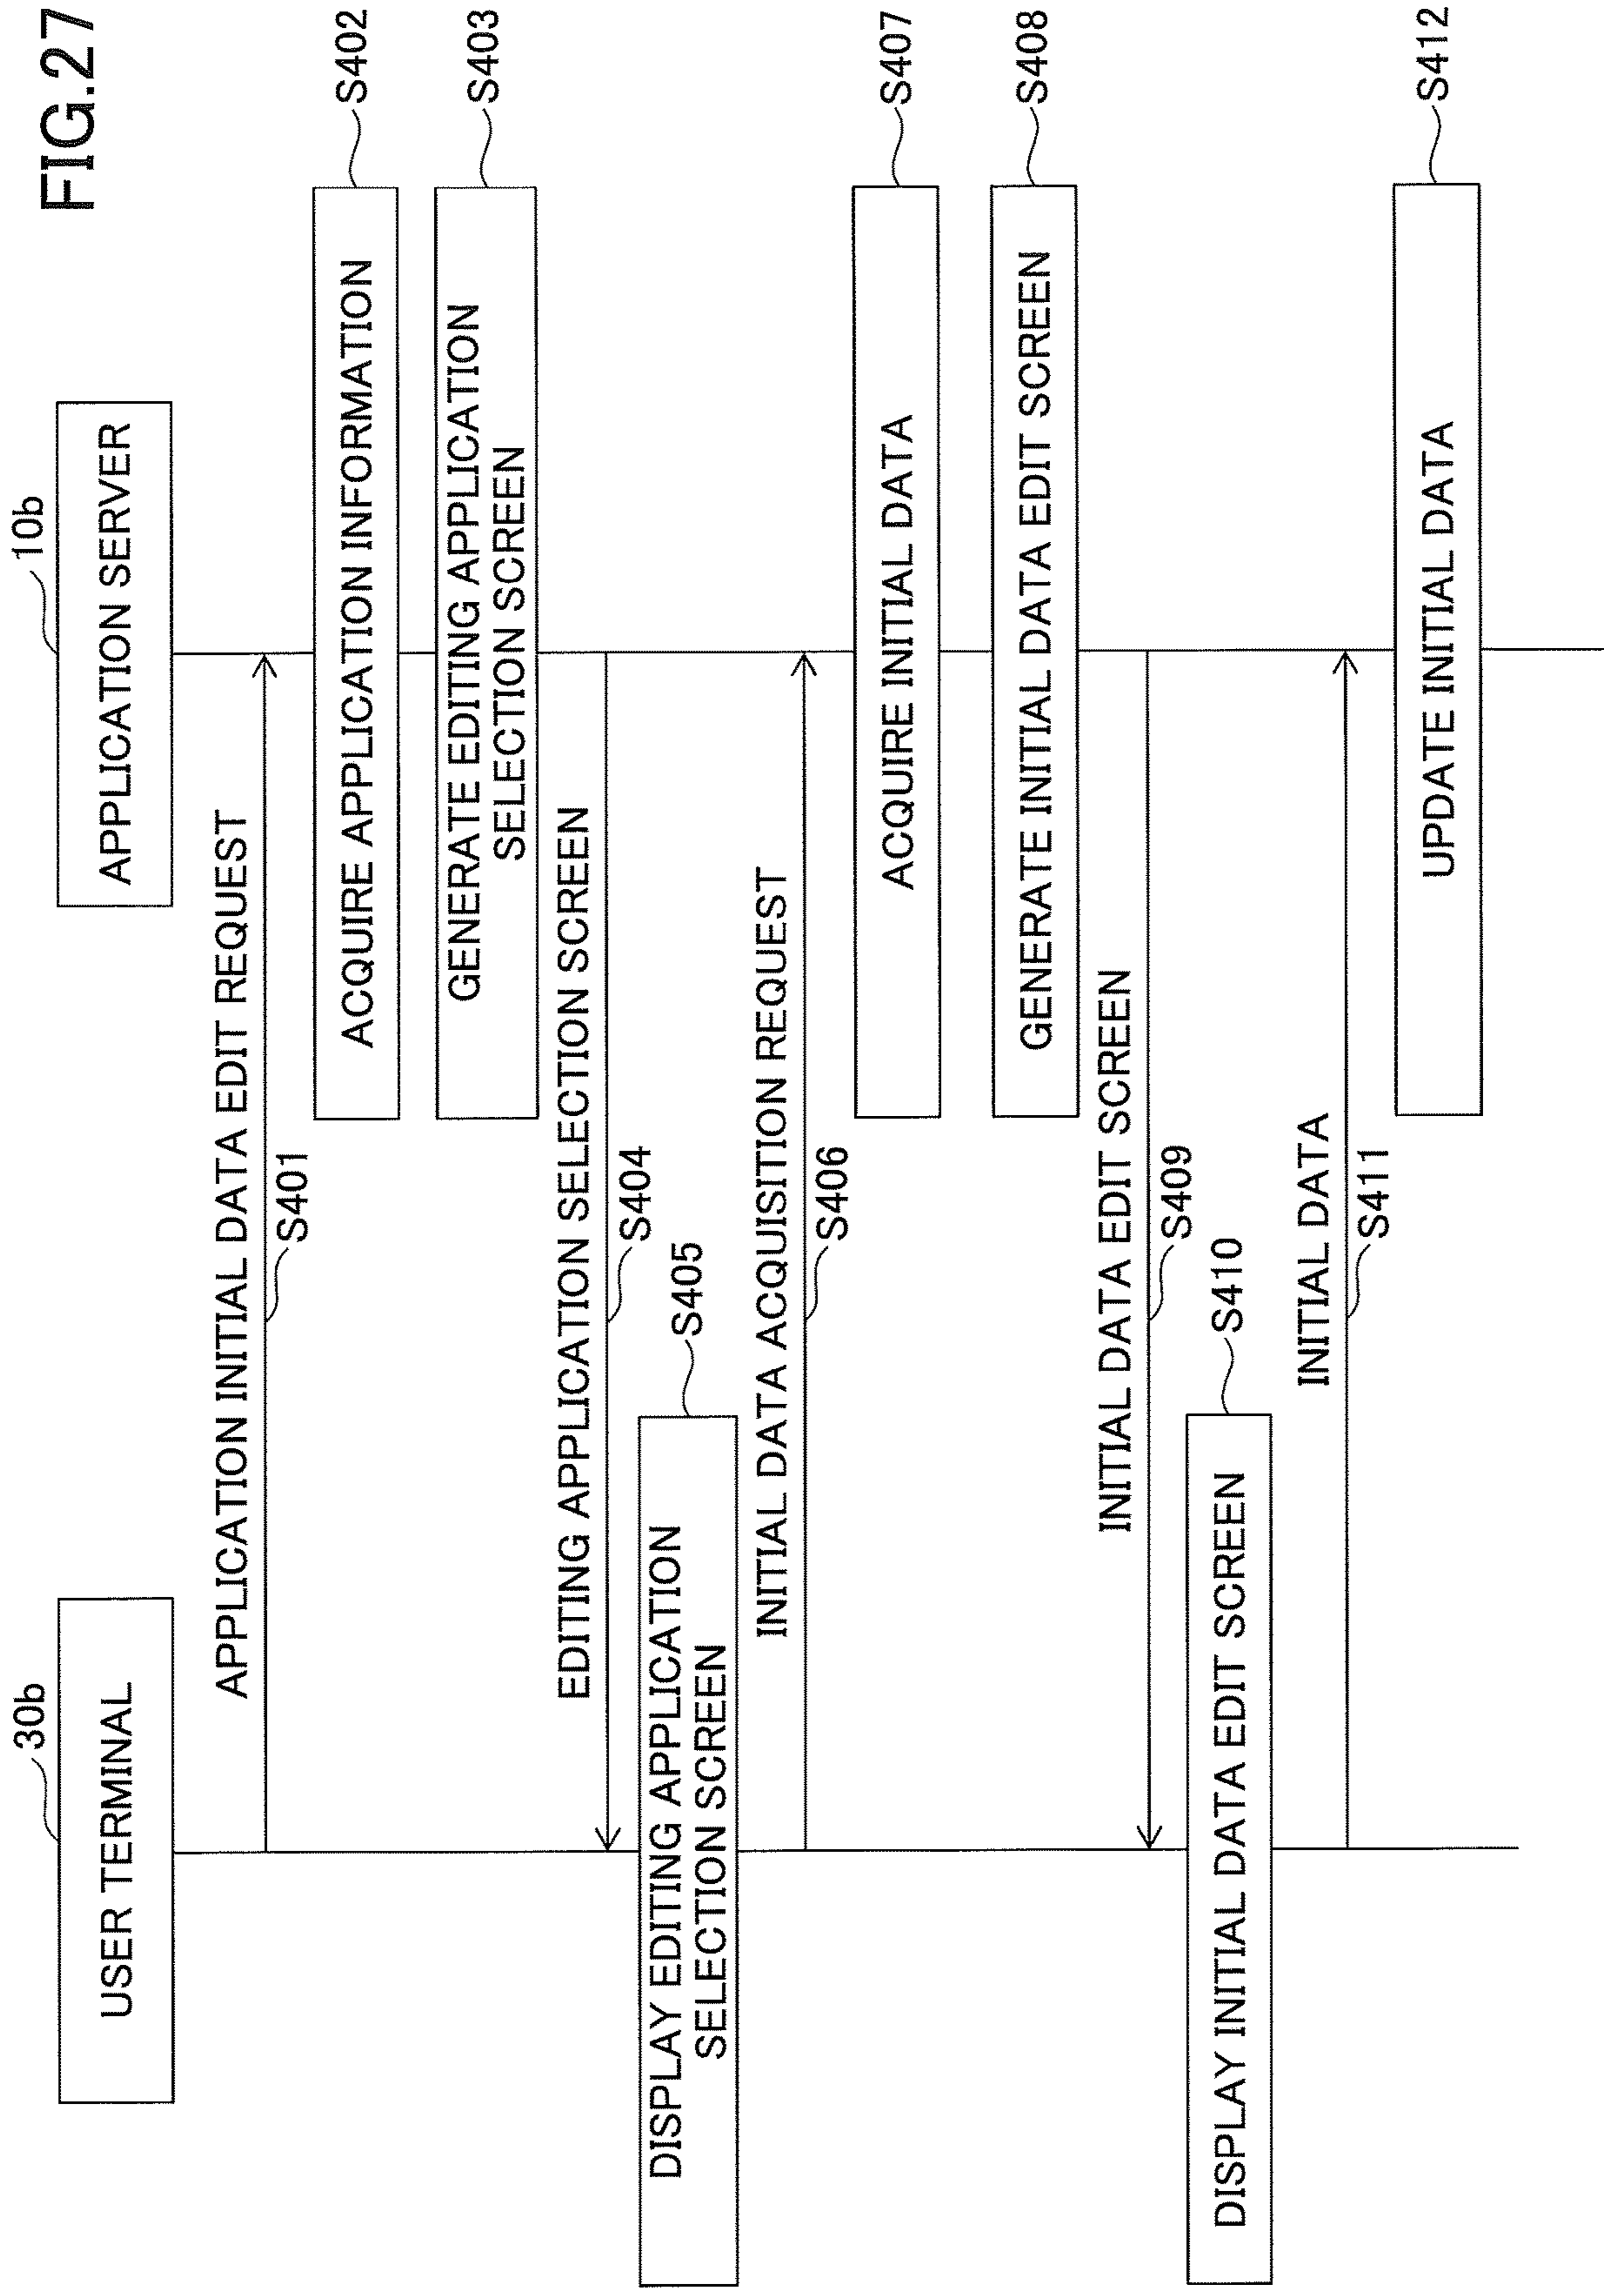 FIG.27
30b
USER TERMINAL
10b
APPLICATION SERVER
APPLICATION INITIAL DATA EDIT REQUEST
S401
ACQUIRE APPLICATION INFORMATION
S402
GENERATE EDITING APPLICATION
SELECTION SCREEN
S403
EDITING APPLICATION SELECTION SCREEN
S404
DISPLAY EDITING APPLICATION
SELECTION SCREEN
S405
INITIAL DATA ACQUISITION REQUEST
S406
ACQUIRE INITIAL DATA
S407
GENERATE INITIAL DATA EDIT SCREEN
S408
INITIAL DATA EDIT SCREEN
S409
DISPLAY INITIAL DATA EDIT SCREEN
S410
INITIAL DATA
S411
UPDATE INITIAL DATA
S412